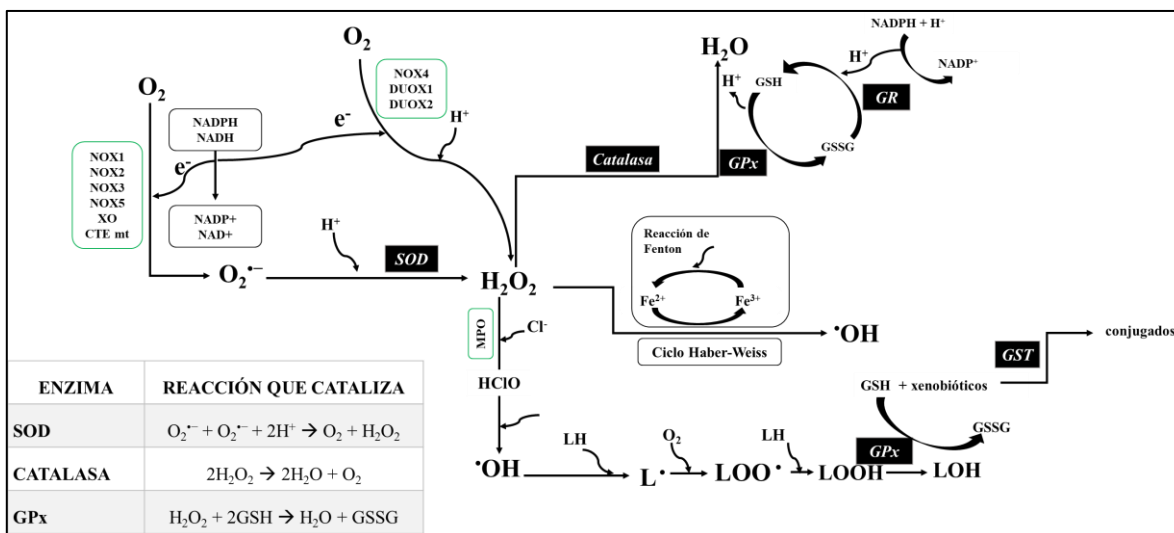 O₂
NADPH
NADH
e⁻
NOX1
NOX2
NOX3
NOX5
XO
CTE mt
NADP+
NAD+
O₂
NOX4
DUOX1
DUOX2
e⁻
H⁺
O₂•⁻
H⁺
SOD
H₂O₂
Catalasa
H₂O
H⁺
GPx
GSH
GSSG
H⁺
GR
NADPH + H⁺
NADP⁺
Reacción de
Fenton
Fe²⁺
Fe³⁺
Ciclo Haber-Weiss
•OH
MPO
Cl⁻
HClO
•OH
LH
L•
O₂
LOO•
LH
LOOH
GPx
LOH
GSH + xenobióticos
GSSG
GST
conjugados
ENZIMA REACCIÓN QUE CATALIZA
SOD O₂•⁻ + O₂•⁻ + 2H⁺ → O₂ + H₂O₂
CATALASA 2H₂O₂ → 2H₂O + O₂
GPx H₂O₂ + 2GSH → H₂O + GSSG